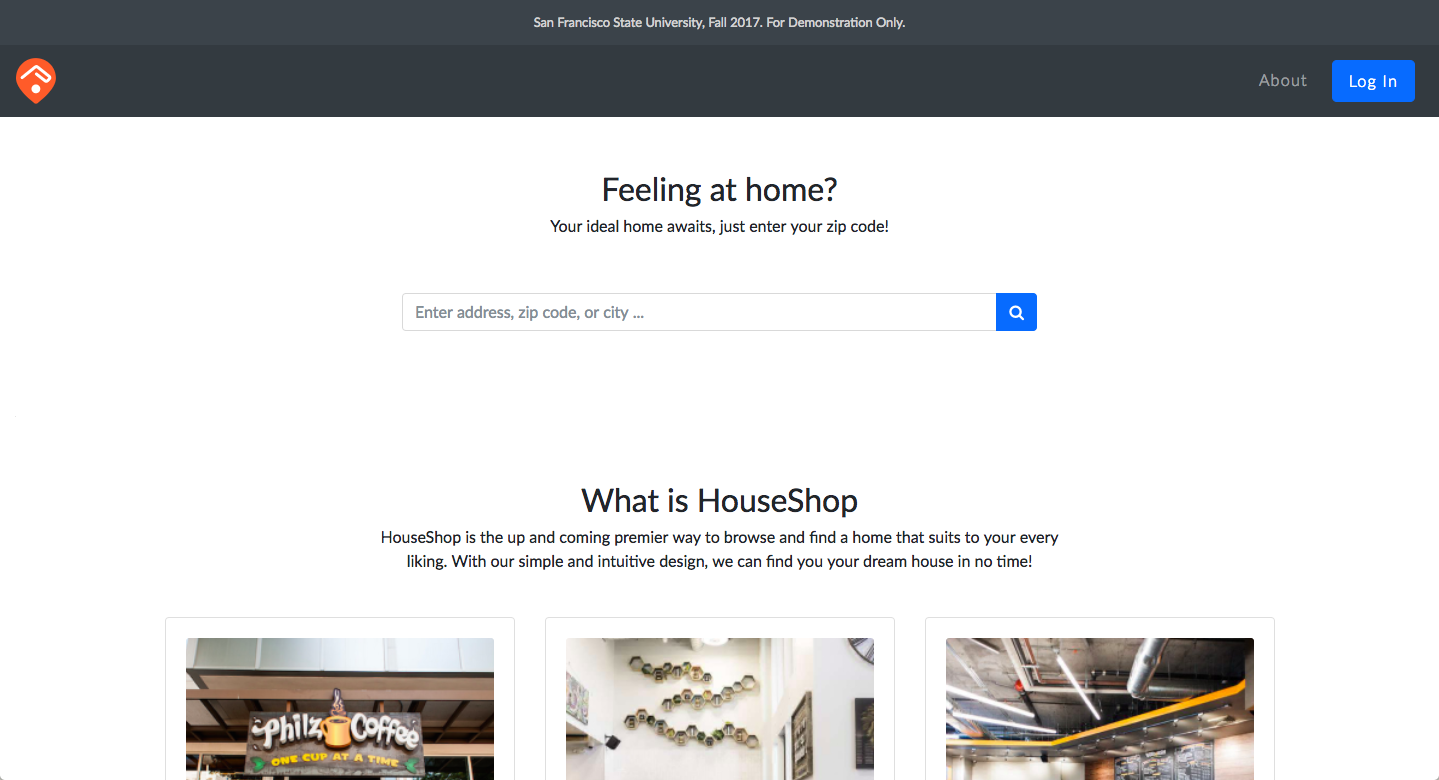 San Francisco State University, Fall 2017. For Demonstration Only.
About
Log In
Feeling at home?
Your ideal home awaits, just enter your zip code!
Enter address, zip code, or city ...
What is HouseShop
HouseShop is the up and coming premier way to browse and find a home that suits to your every
liking. With our simple and intuitive design, we can find you your dream house in no time!
Philz Coffee
ONE CUP AT A TIME